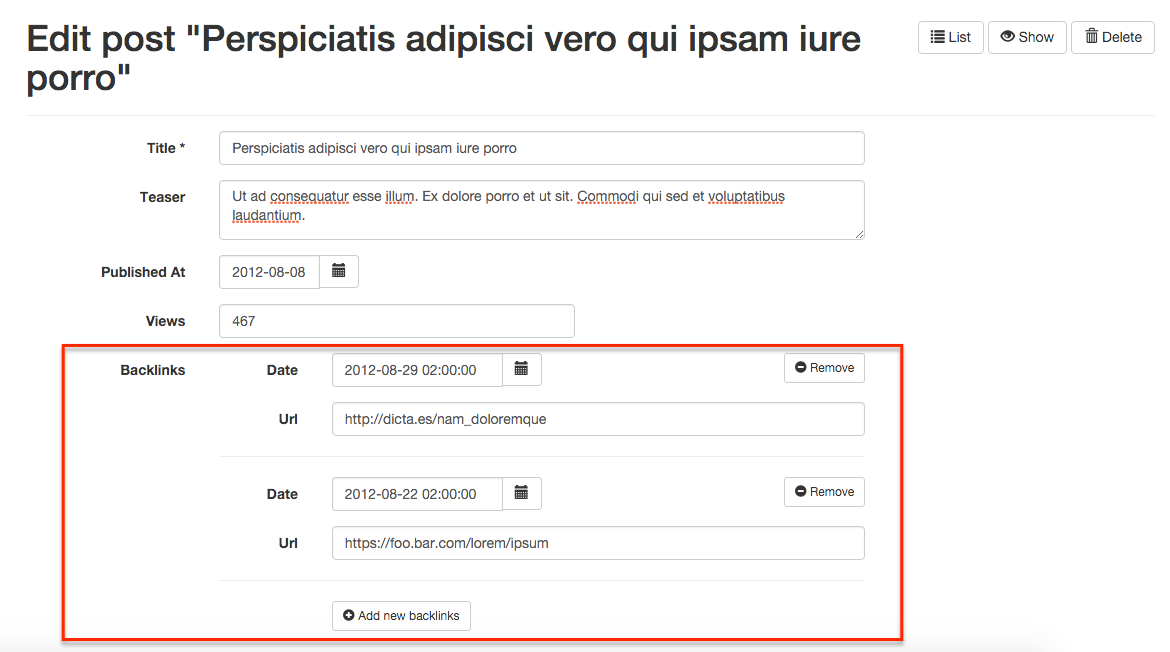 Edit post "Perspiciatis adipisci vero qui ipsam iure
porro"
List Show Delete
Title * Perspiciatis adipisci vero qui ipsam iure porro
Teaser Ut ad consequatur esse illum. Ex dolore porro et ut sit. Commodi qui sed et voluptatibus
laudantium.
Published At 2012-08-08
Views 467
Backlinks Date 2012-08-29 02:00:00 Remove
Url http://dicta.es/nam_doloremque
Date 2012-08-22 02:00:00 Remove
Url https://foo.bar.com/lorem/ipsum
Add new backlinks